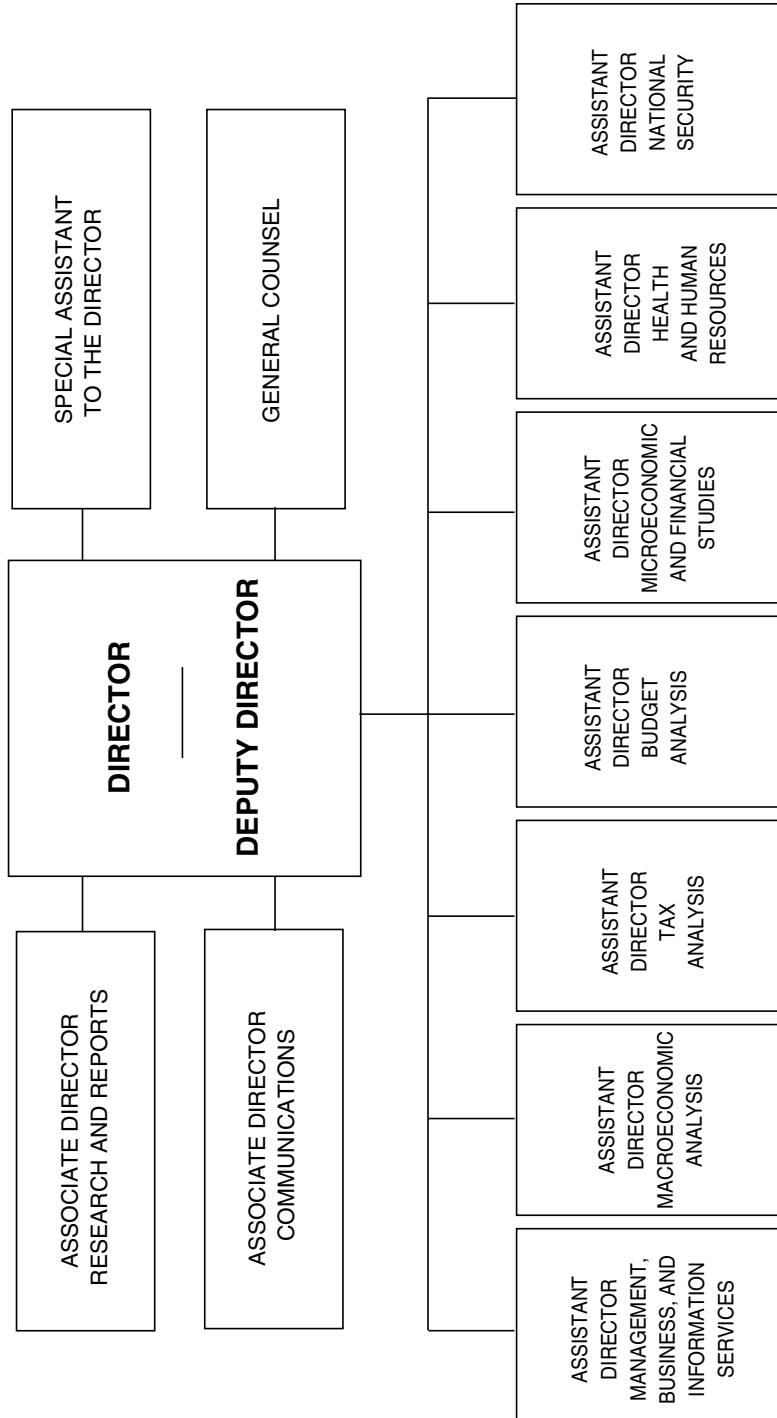 ASSOCIATE DIRECTOR
RESEARCH AND REPORTS
DIRECTOR
DEPUTY DIRECTOR
SPECIAL ASSISTANT
TO THE DIRECTOR
ASSOCIATE DIRECTOR
COMMUNICATIONS
GENERAL COUNSEL
ASSISTANT
DIRECTOR
MANAGEMENT,
BUSINESS, AND
INFORMATION
SERVICES
ASSISTANT
DIRECTOR
MACROECONOMIC
ANALYSIS
ASSISTANT
DIRECTOR
TAX
ANALYSIS
ASSISTANT
DIRECTOR
BUDGET
ANALYSIS
ASSISTANT
DIRECTOR
MICROECONOMIC
AND FINANCIAL
STUDIES
ASSISTANT
DIRECTOR
HEALTH
AND HUMAN
RESOURCES
ASSISTANT
DIRECTOR
NATIONAL
SECURITY